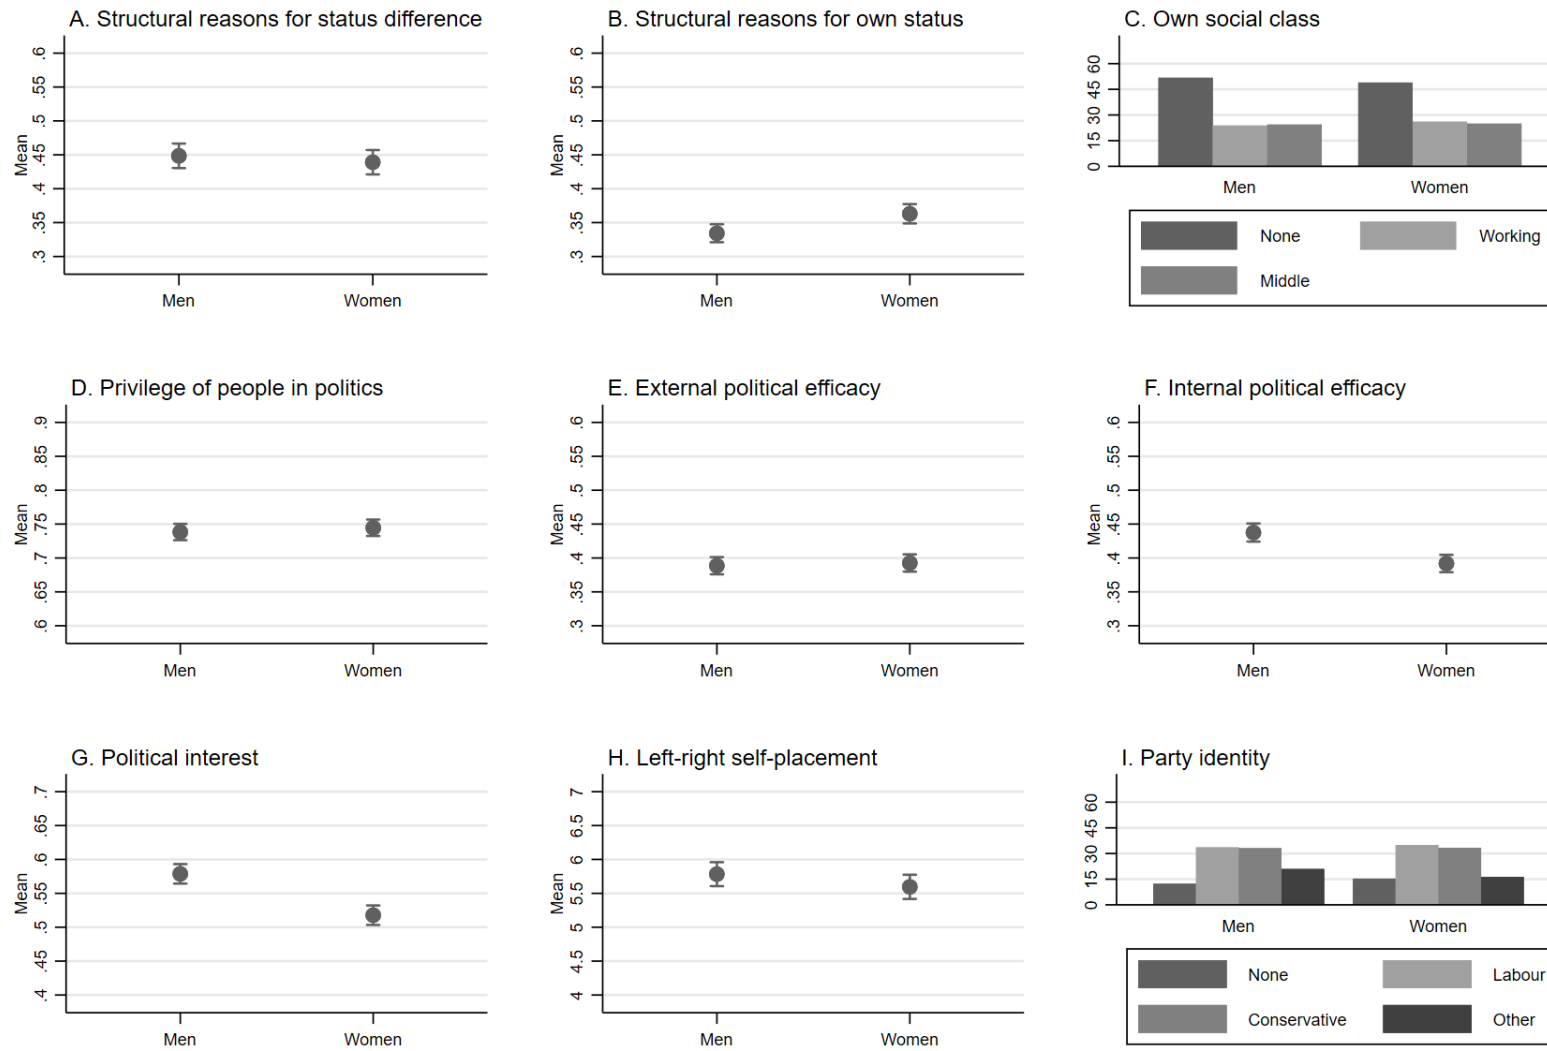 A. Structural reasons for status difference
.6
.55
.5
.45
.4
.35
.3
Mean
Men
Women
B. Structural reasons for own status
.6
.55
.5
.45
.4
.35
.3
Mean
Men
Women
C. Own social class
60
45
30
15
0
Men
Women
None
Working
Middle
D. Privilege of people in politics
.9
.85
.8
.75
.7
.65
.6
Mean
Men
Women
E. External political efficacy
.6
.55
.5
.45
.4
.35
.3
Mean
Men
Women
F. Internal political efficacy
.6
.55
.5
.45
.4
.35
.3
Mean
Men
Women
G. Political interest
.7
.65
.6
.55
.5
.45
.4
Mean
Men
Women
H. Left-right self-placement
7
6.5
6
5.5
5
4.5
4
Mean
Men
Women
I. Party identity
60
45
30
15
0
Men
Women
None
Labour
Conservative
Other